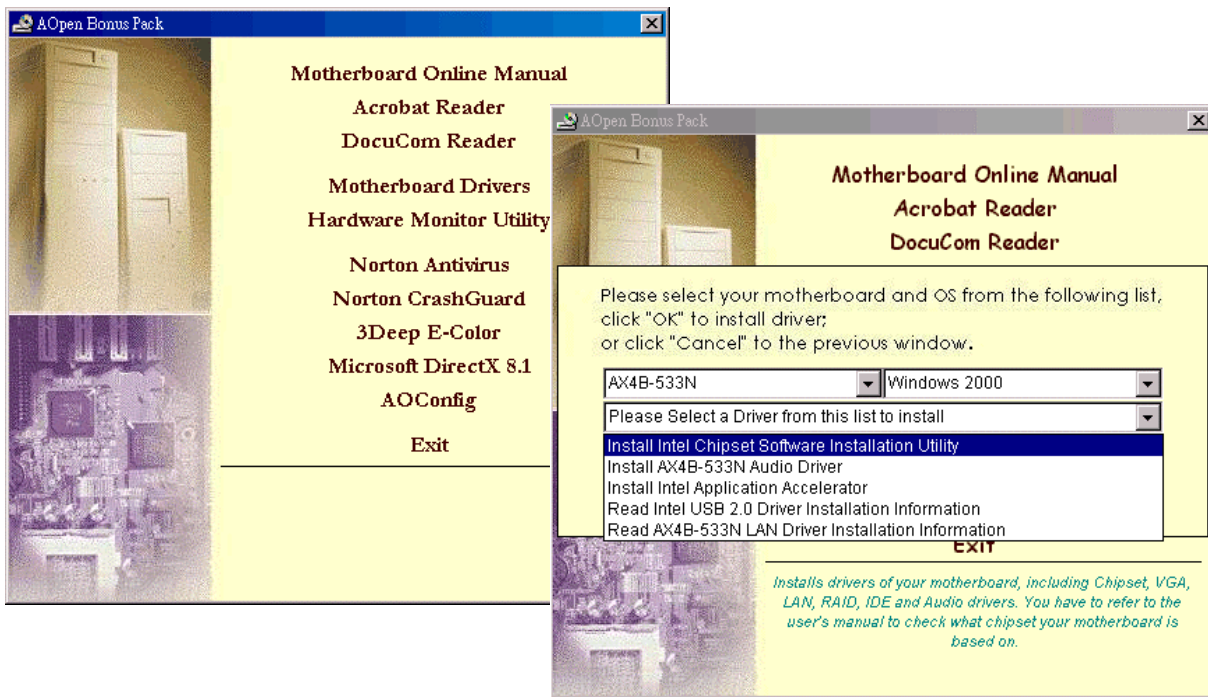 AOpen Bonus Pack
Motherboard Online Manual
Acrobat Reader
DocuCom Reader
Motherboard Drivers
Hardware Monitor Utility
Norton Antivirus
Norton CrashGuard
3Deep E-Color
Microsoft DirectX 8.1
AOConfig
Exit
AOpen Bonus Pack
Motherboard Online Manual
Acrobat Reader
DocuCom Reader
Please select your motherboard and OS from the following list,
click "OK" to install driver;
or click "Cancel" to the previous window.
AX4B-533N
Windows 2000
Please Select a Driver from this list to install
Install Intel Chipset Software Installation Utility
Install AX4B-533N Audio Driver
Install Intel Application Accelerator
Read Intel USB 2.0 Driver Installation Information
Read AX4B-533N LAN Driver Installation Information
Exit
Installs drivers of your motherboard, including Chipset, VGA,
LAN, RAID, IDE and Audio drivers. You have to refer to the
user's manual to check what chipset your motherboard is
based on.